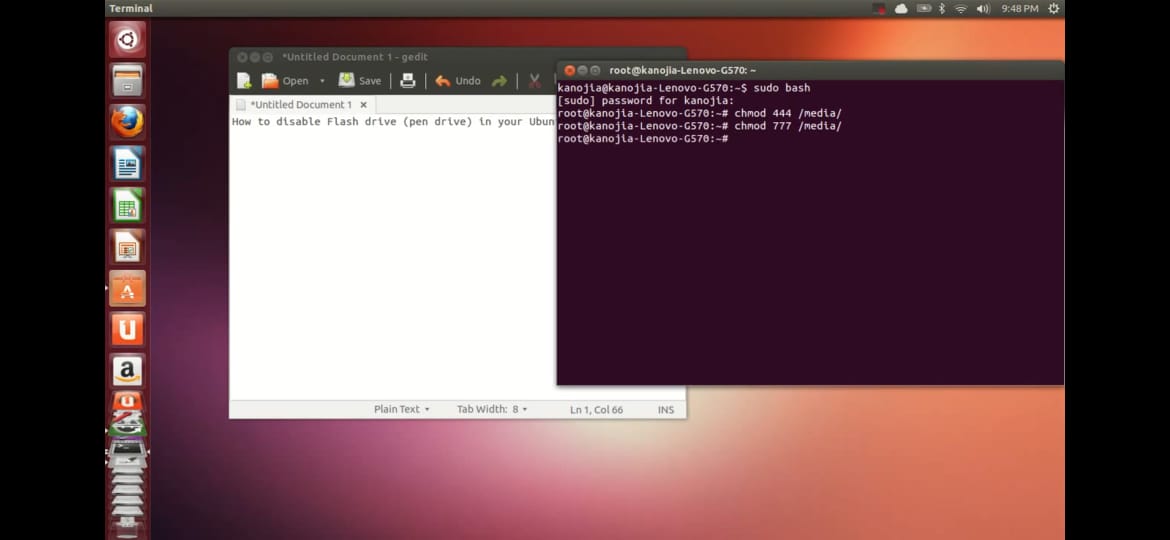 Terminal
9:48 PM
*Untitled Document 1 - gedit
Open
Save
Undo
*Untitled Document 1
How to disable Flash drive (pen drive) in your Ubun
Plain Text
Tab Width: 8
Ln 1, Col 66
INS
root@kanojia-Lenovo-G570: ~
kanojia@kanojia-Lenovo-G570:~$ sudo bash
[sudo] password for kanojia:
root@kanojia-Lenovo-G570:~# chmod 444 /media/
root@kanojia-Lenovo-G570:~# chmod 777 /media/
root@kanojia-Lenovo-G570:~#